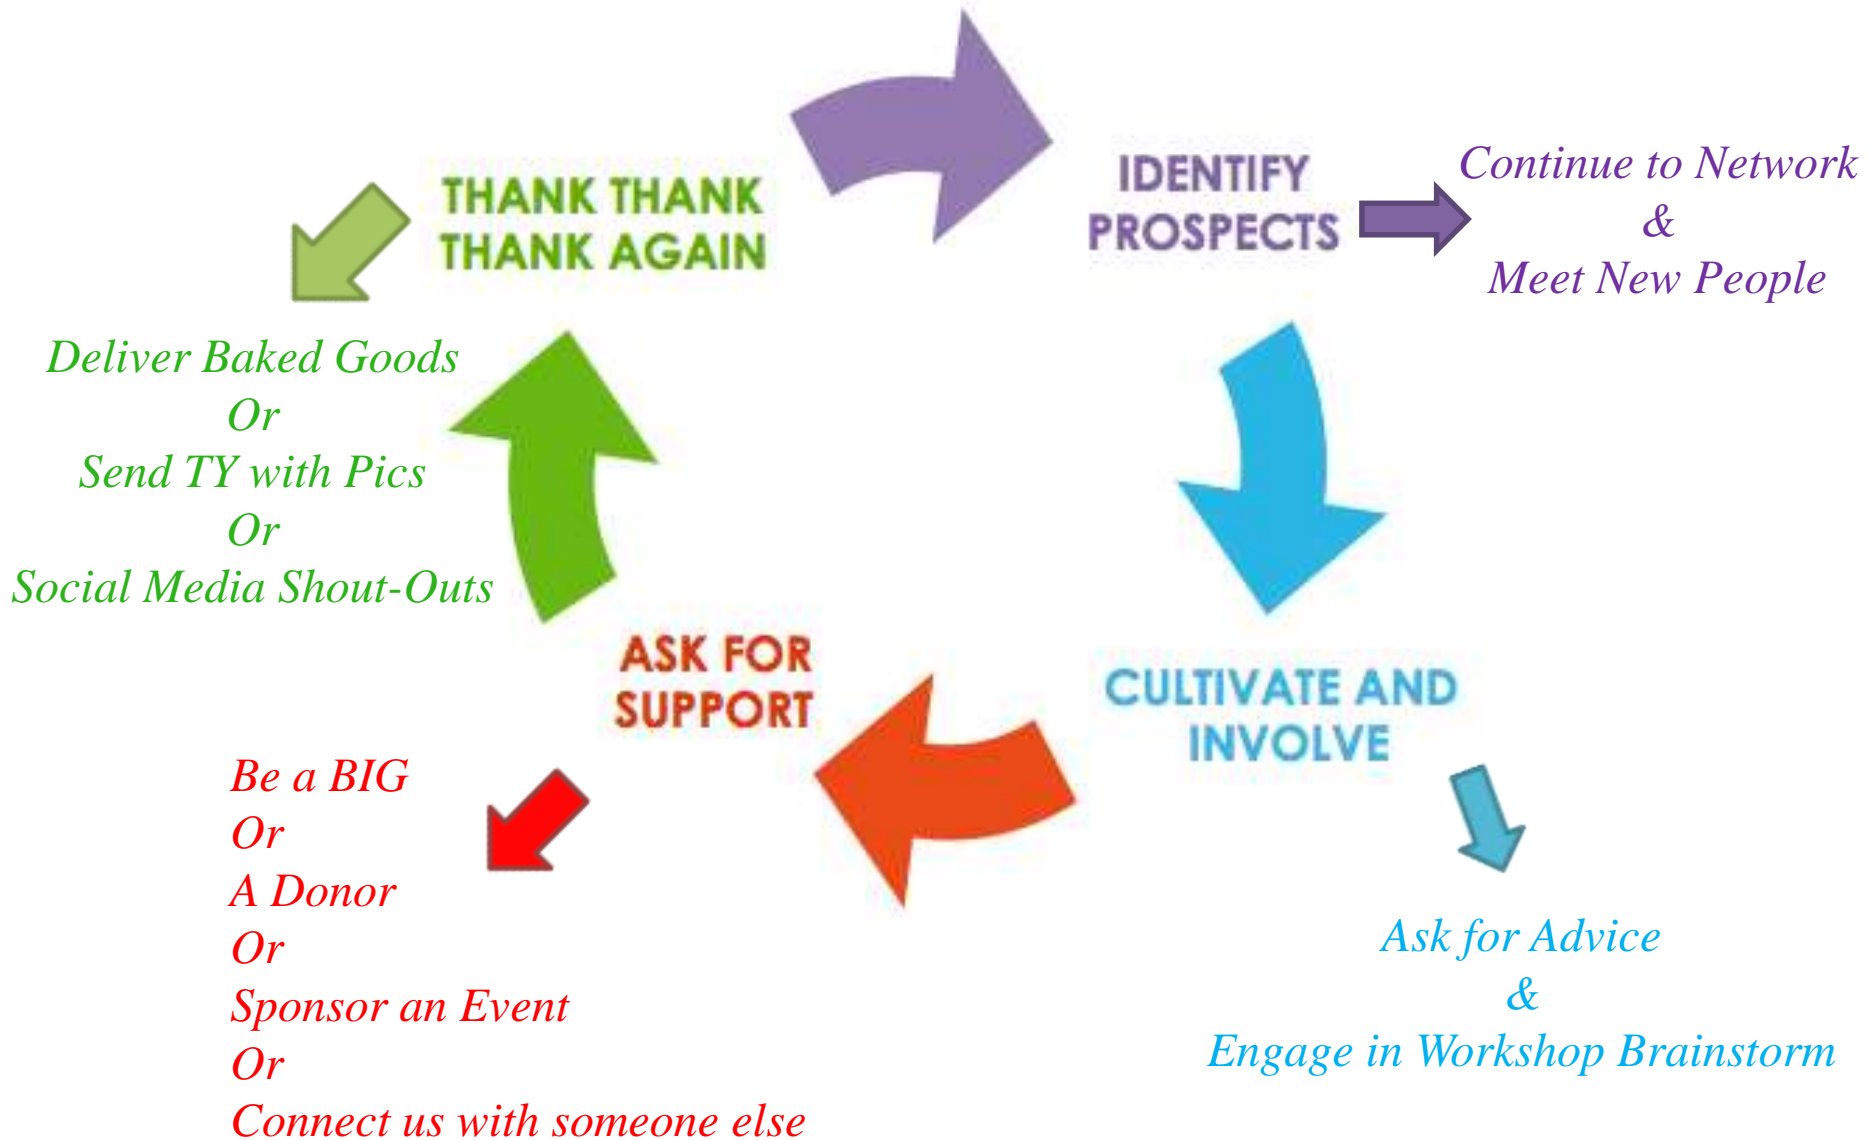 THANK THANK
THANK AGAIN
IDENTIFY
PROSPECTS
Continue to Network
&
Meet New People
Deliver Baked Goods
Or
Send TY with Pics
Or
Social Media Shout-Outs
ASK FOR
SUPPORT
CULTIVATE AND
INVOLVE
Be a BIG
Or
A Donor
Or
Sponsor an Event
Or
Connect us with someone else
Ask for Advice
&
Engage in Workshop Brainstorm